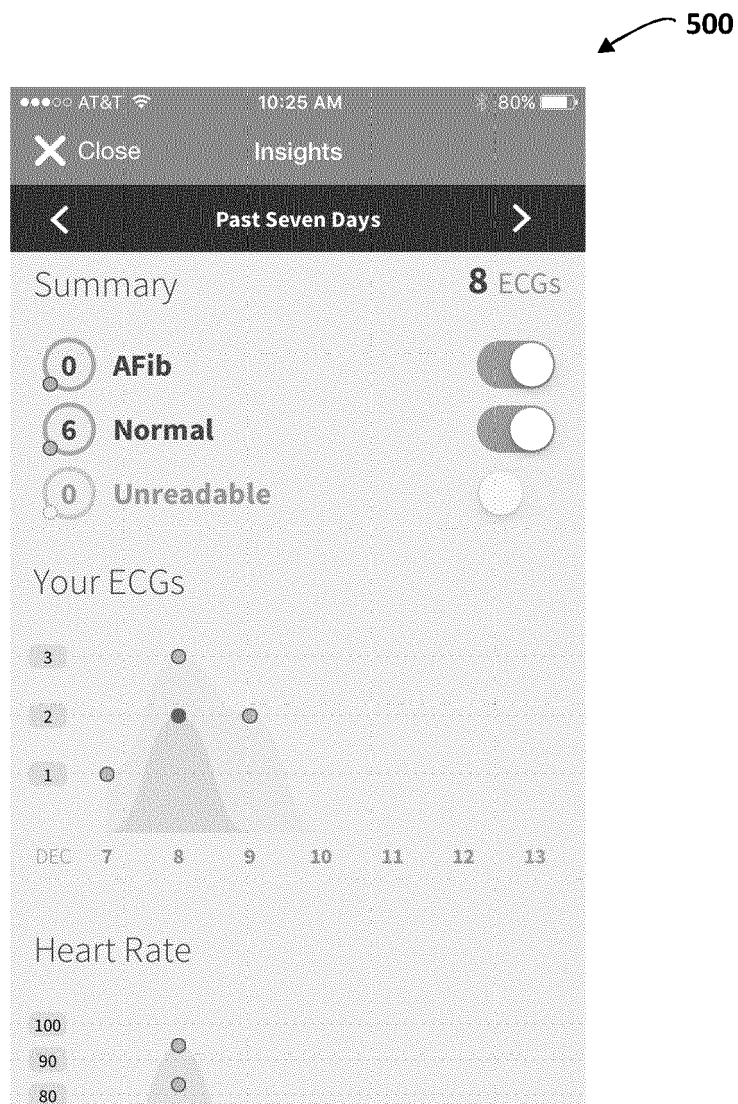 500
AT&T 10:25 AM 80%
Close Insights
Past Seven Days
Summary 8 ECGs
0 AFib
6 Normal
0 Unreadable
Your ECGs
3
2
1
DEC 7 8 9 10 11 12 13
Heart Rate
100
90
80